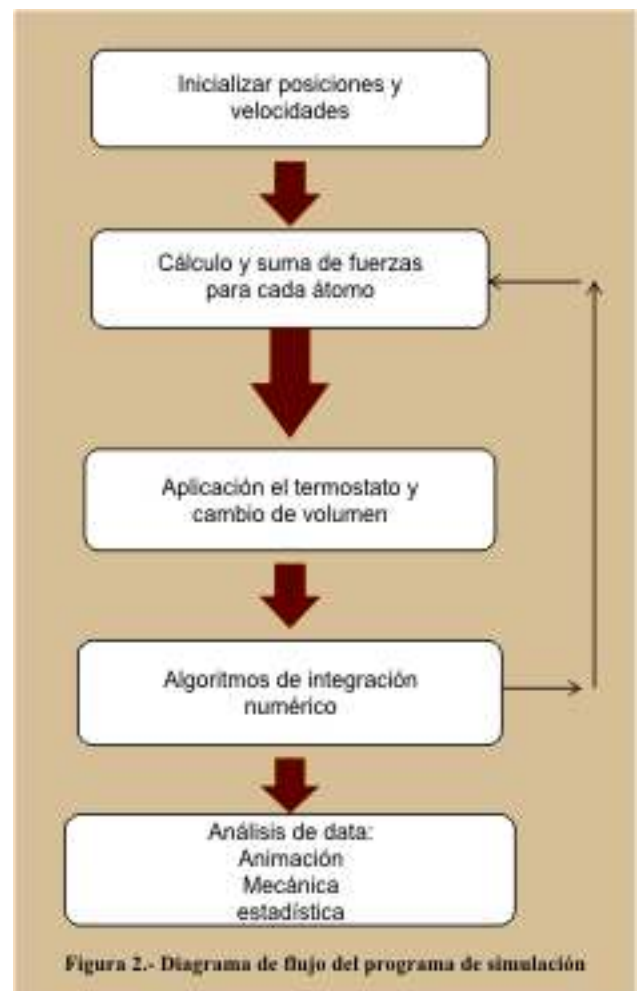 Inicializar posiciones y
velocidades
Cálculo y suma de fuerzas
para cada átomo
Aplicación el termostato y
cambio de volumen
Algoritmos de integración
numérico
Análisis de data:
Animación
Mecánica
estadística
Figura 2.- Diagrama de flujo del programa de simulación